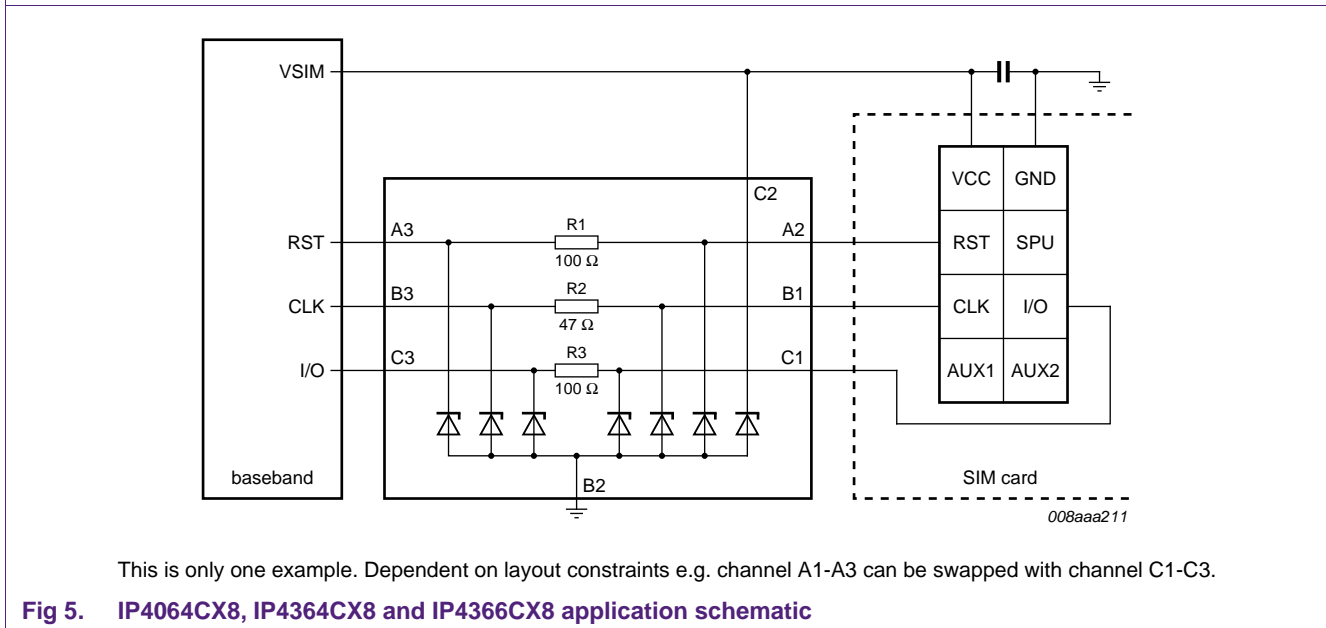 VSIM
C2
VCC GND
RST A3 R1 A2 RST SPU
100 Ω
CLK B3 R2 B1 CLK I/O
47 Ω
I/O C3 R3 C1 AUX1 AUX2
100 Ω
baseband B2 SIM card
008aaa211
This is only one example. Dependent on layout constraints e.g. channel A1-A3 can be swapped with channel C1-C3.
Fig 5. IP4064CX8, IP4364CX8 and IP4366CX8 application schematic